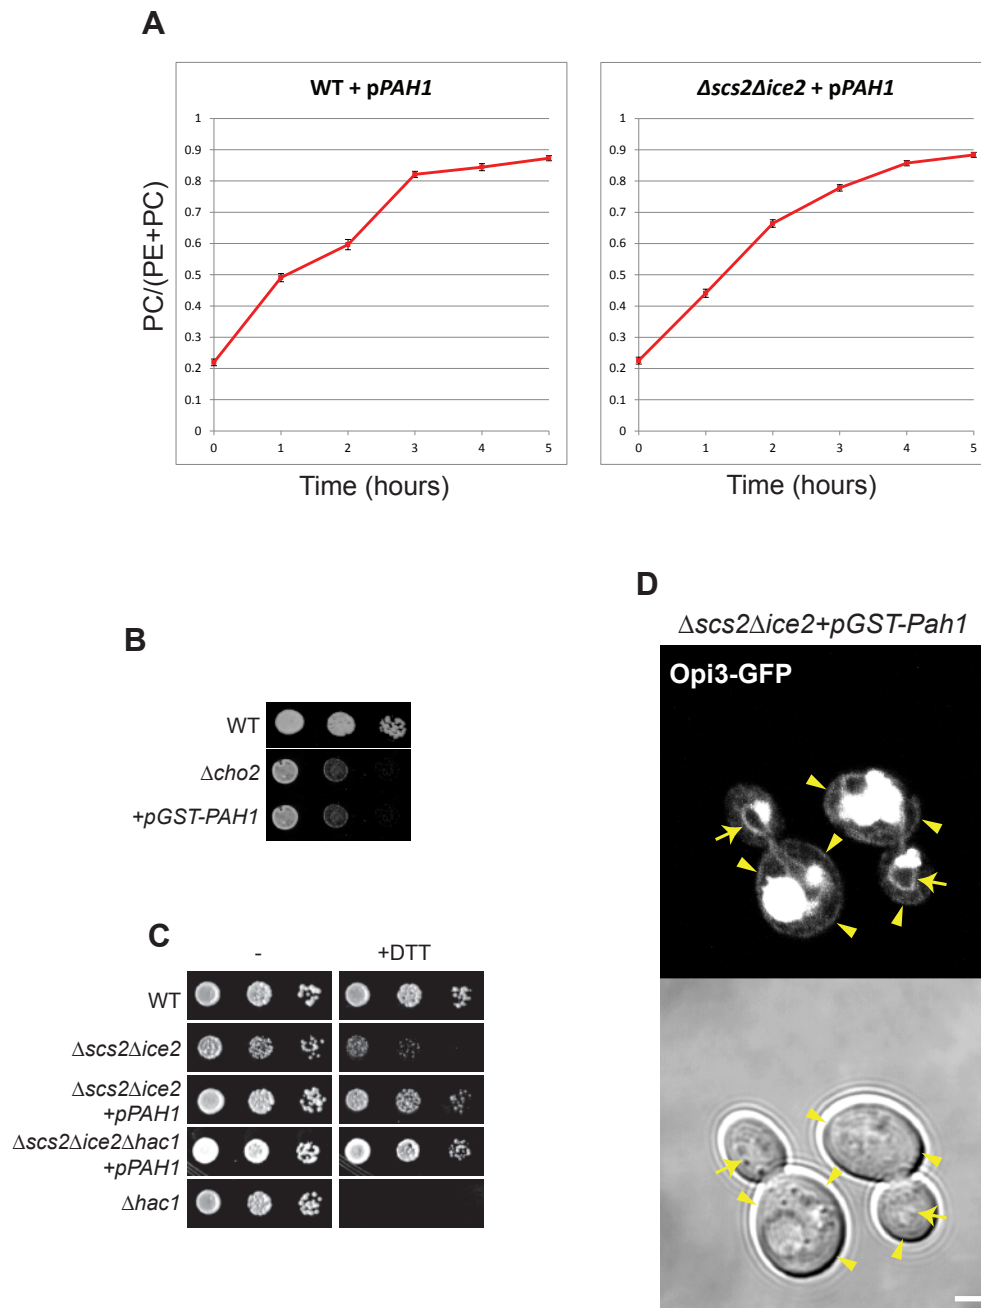 A
WT + pPAH1
PC/(PE+PC)
1
0.9
0.8
0.7
0.6
0.5
0.4
0.3
0.2
0.1
0
0 1 2 3 4 5
Time (hours)
Δscs2Δice2 + pPAH1
1
0.9
0.8
0.7
0.6
0.5
0.4
0.3
0.2
0.1
0
0 1 2 3 4 5
Time (hours)
B
WT
Δcho2
+pGST-PAH1
C
- +DTT
WT
Δscs2Δice2
Δscs2Δice2
+pPAH1
Δscs2Δice2Δhac1
+pPAH1
Δhac1
D
Δscs2Δice2+pGST-Pah1
Opi3-GFP